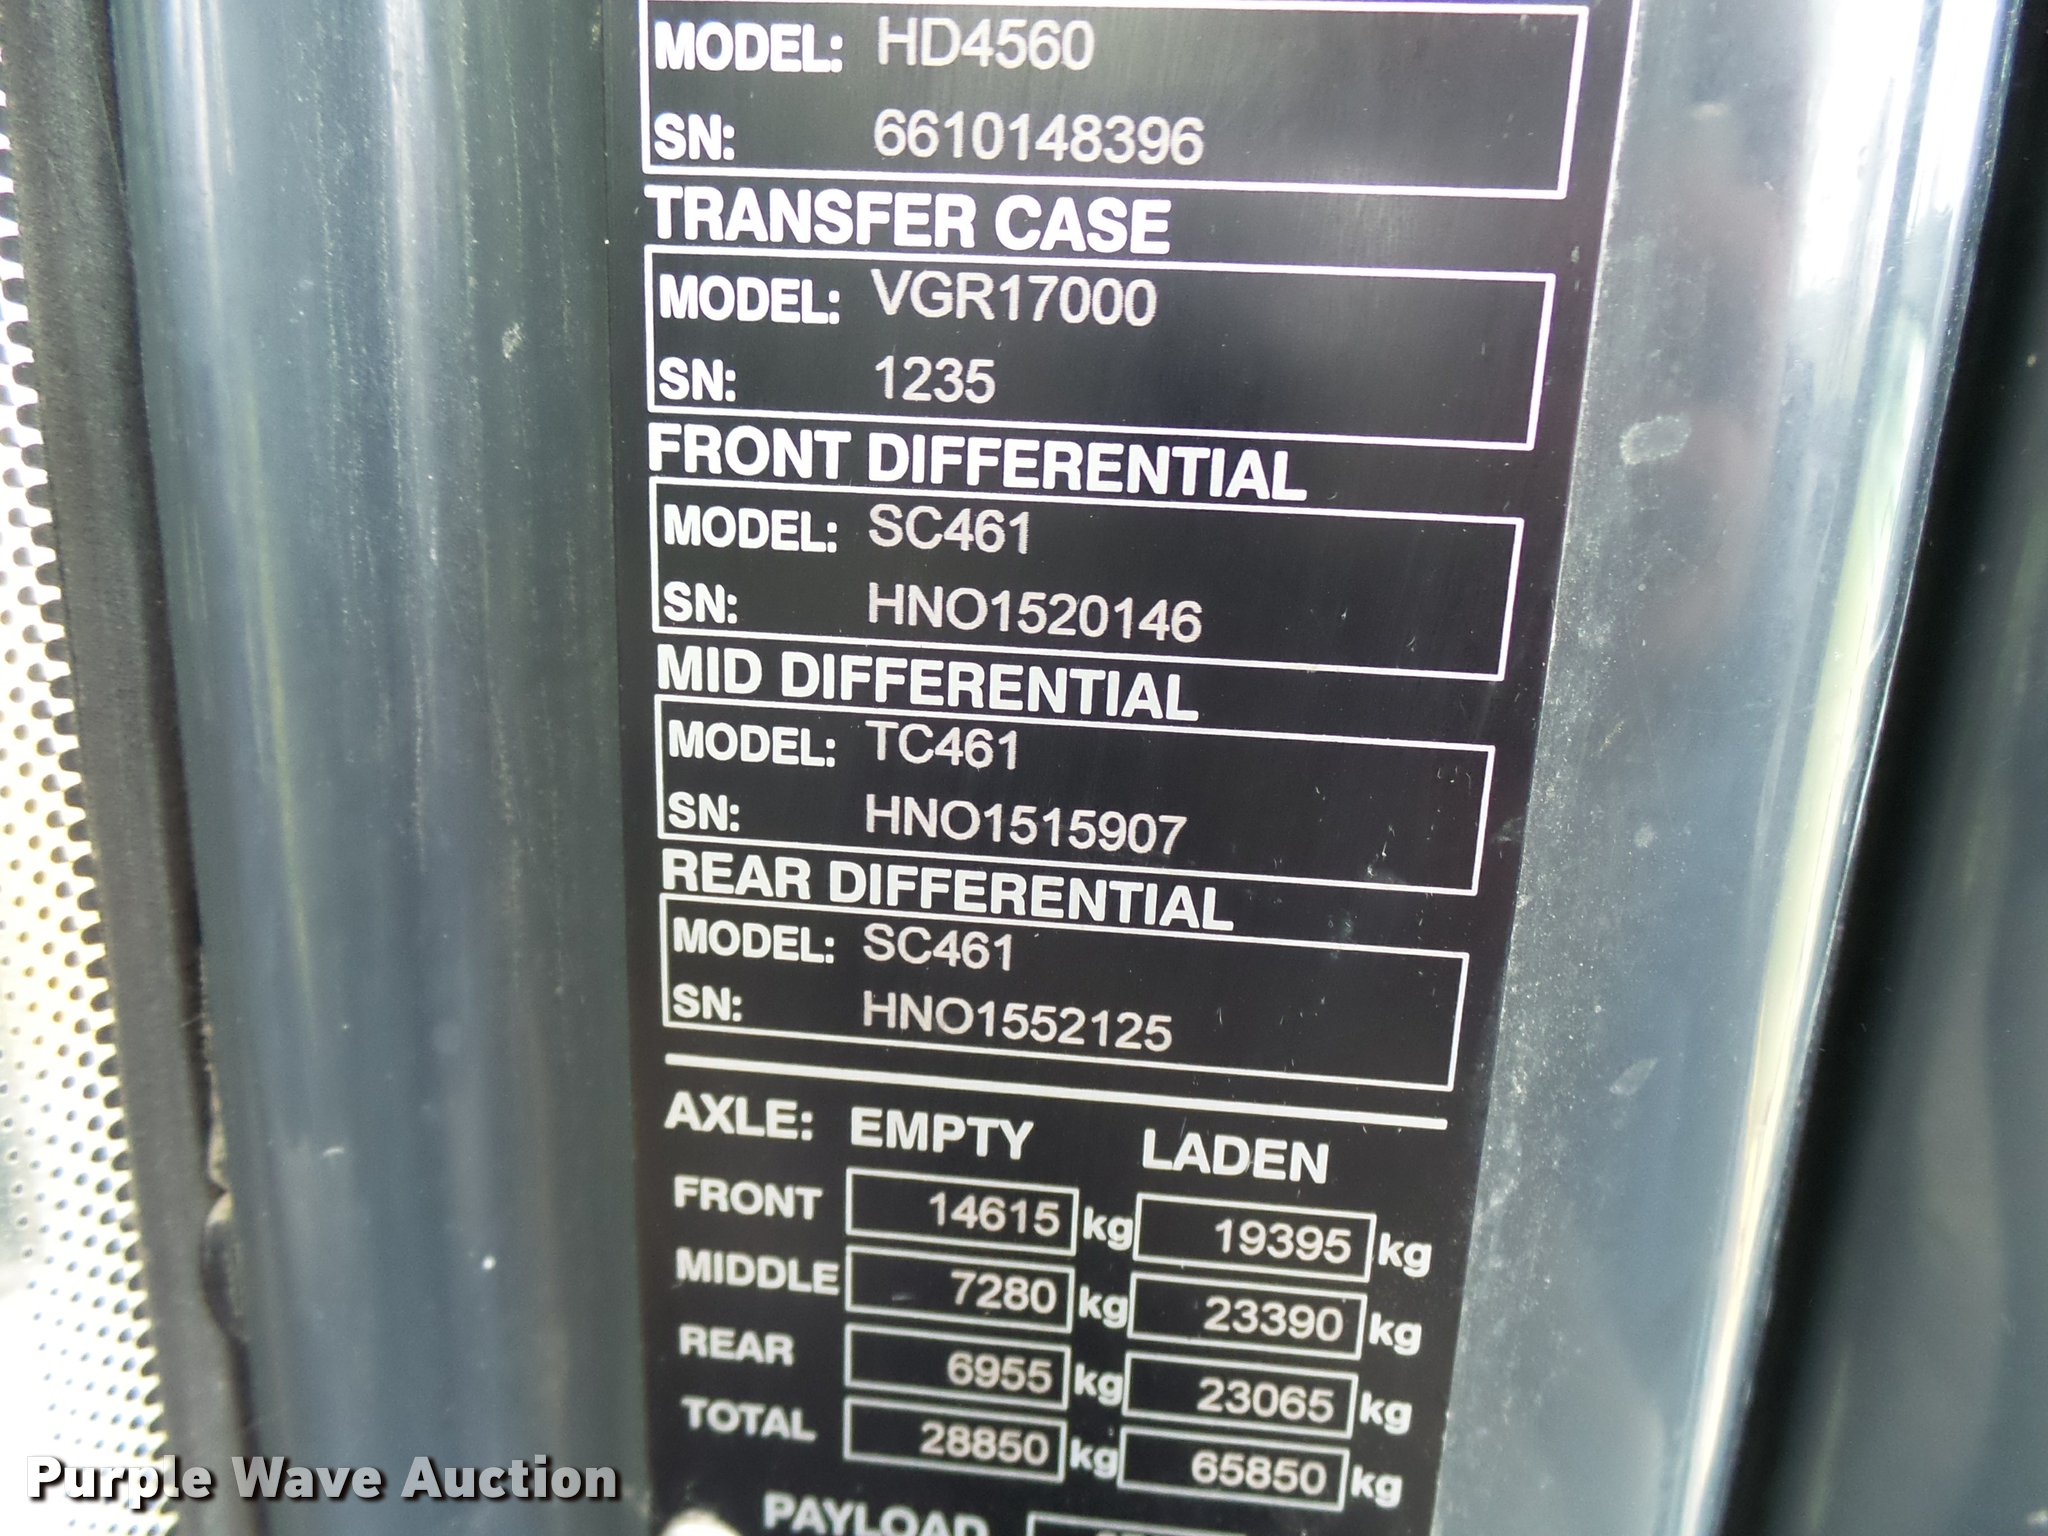 MODEL: HD4560
SN: 6610148396
TRANSFER CASE
MODEL: VGR17000
SN: 1235
FRONT DIFFERENTIAL
MODEL: SC461
SN: HNO1520146
MID DIFFERENTIAL
MODEL: TC461
SN: HNO1515907
REAR DIFFERENTIAL
MODEL: SC461
SN: HNO1552125
AXLE: EMPTY LADEN
FRONT 14615 kg 19395 kg
MIDDLE 7280 kg 23390 kg
REAR 6955 kg 23065 kg
TOTAL 28850 kg 65850 kg
PAYLOAD
Purple Wave Auction